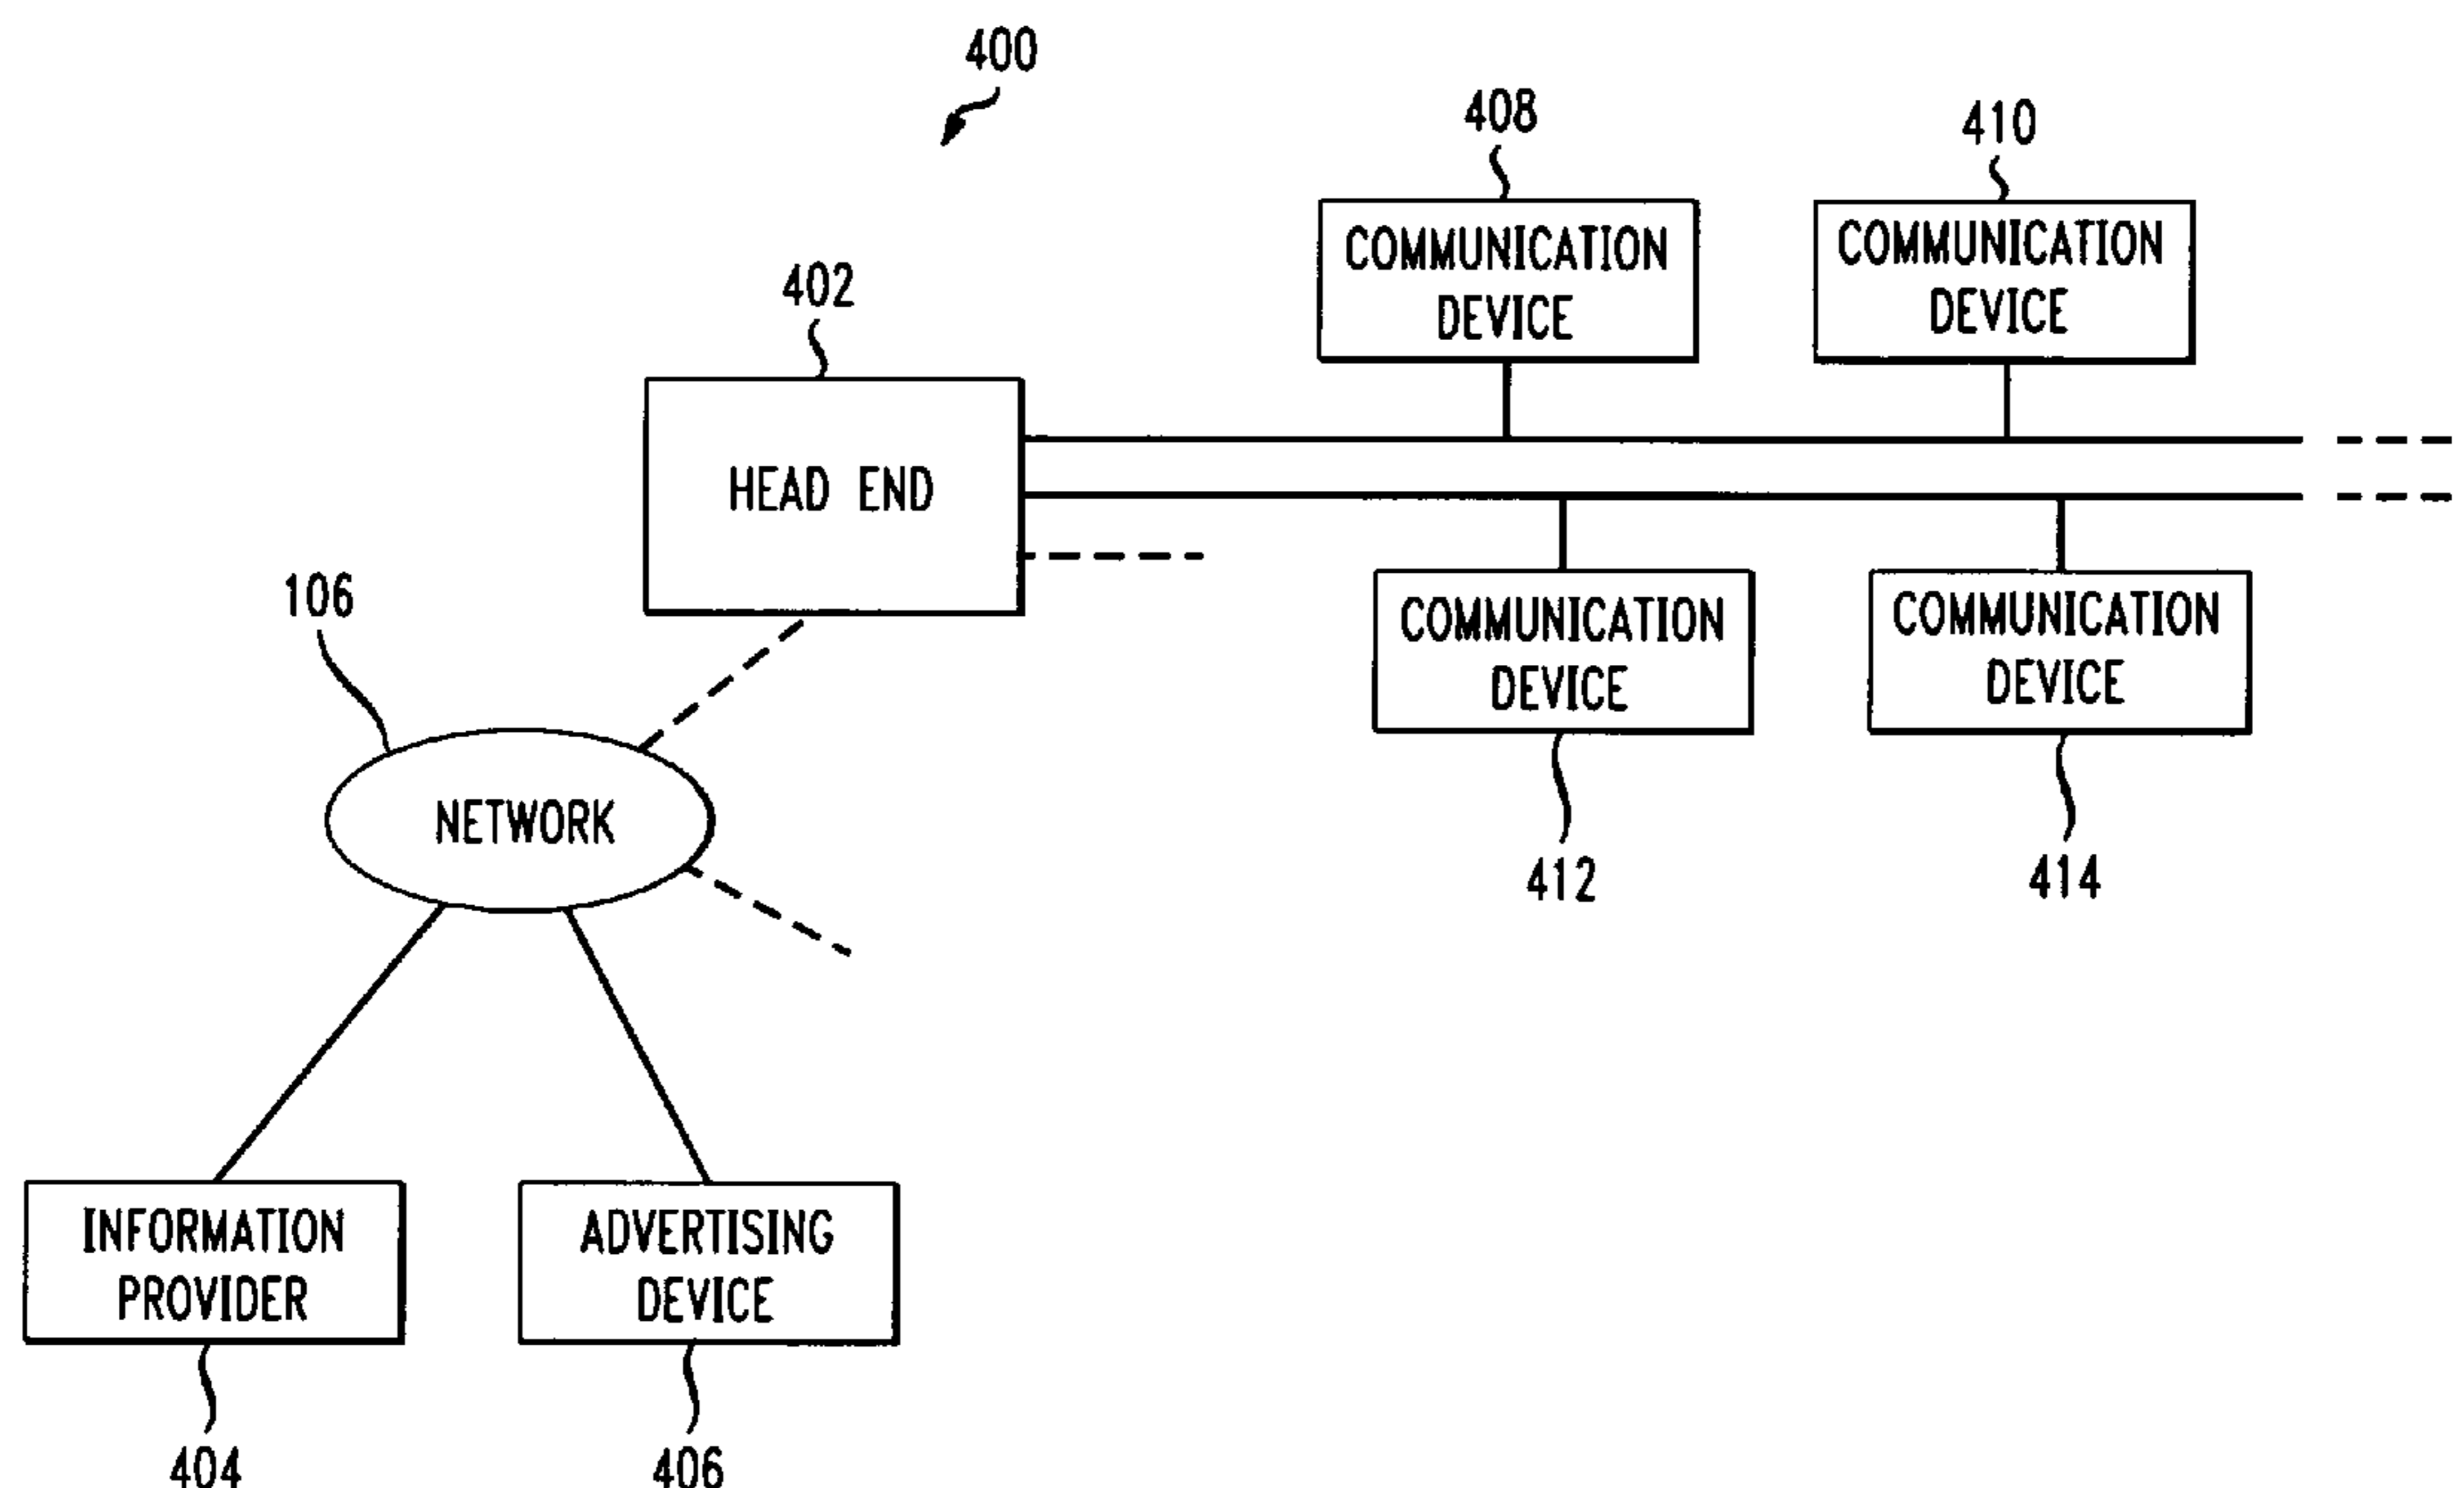 400
408
410
COMMUNICATION
DEVICE
COMMUNICATION
DEVICE
402
HEAD END
106
COMMUNICATION
DEVICE
COMMUNICATION
DEVICE
NETWORK
412
414
INFORMATION
PROVIDER
ADVERTISING
DEVICE
404
406